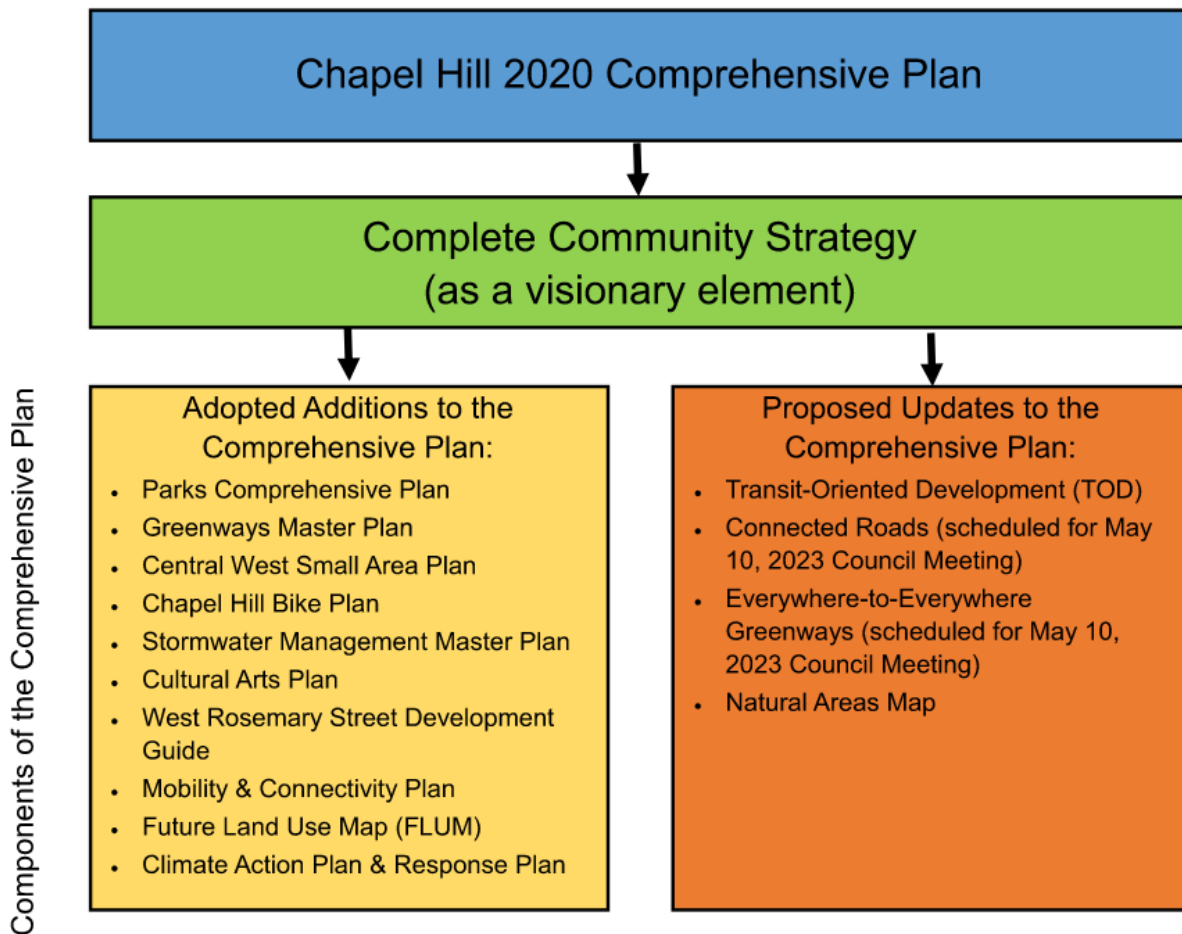 Chapel Hill 2020 Comprehensive Plan
Complete Community Strategy
(as a visionary element)
Components of the Comprehensive Plan
Adopted Additions to the
Comprehensive Plan:
• Parks Comprehensive Plan
• Greenways Master Plan
• Central West Small Area Plan
• Chapel Hill Bike Plan
• Stormwater Management Master Plan
• Cultural Arts Plan
• West Rosemary Street Development
Guide
• Mobility & Connectivity Plan
• Future Land Use Map (FLUM)
• Climate Action Plan & Response Plan
Proposed Updates to the
Comprehensive Plan:
• Transit-Oriented Development (TOD)
• Connected Roads (scheduled for May
10, 2023 Council Meeting)
• Everywhere-to-Everywhere
Greenways (scheduled for May 10,
2023 Council Meeting)
• Natural Areas Map